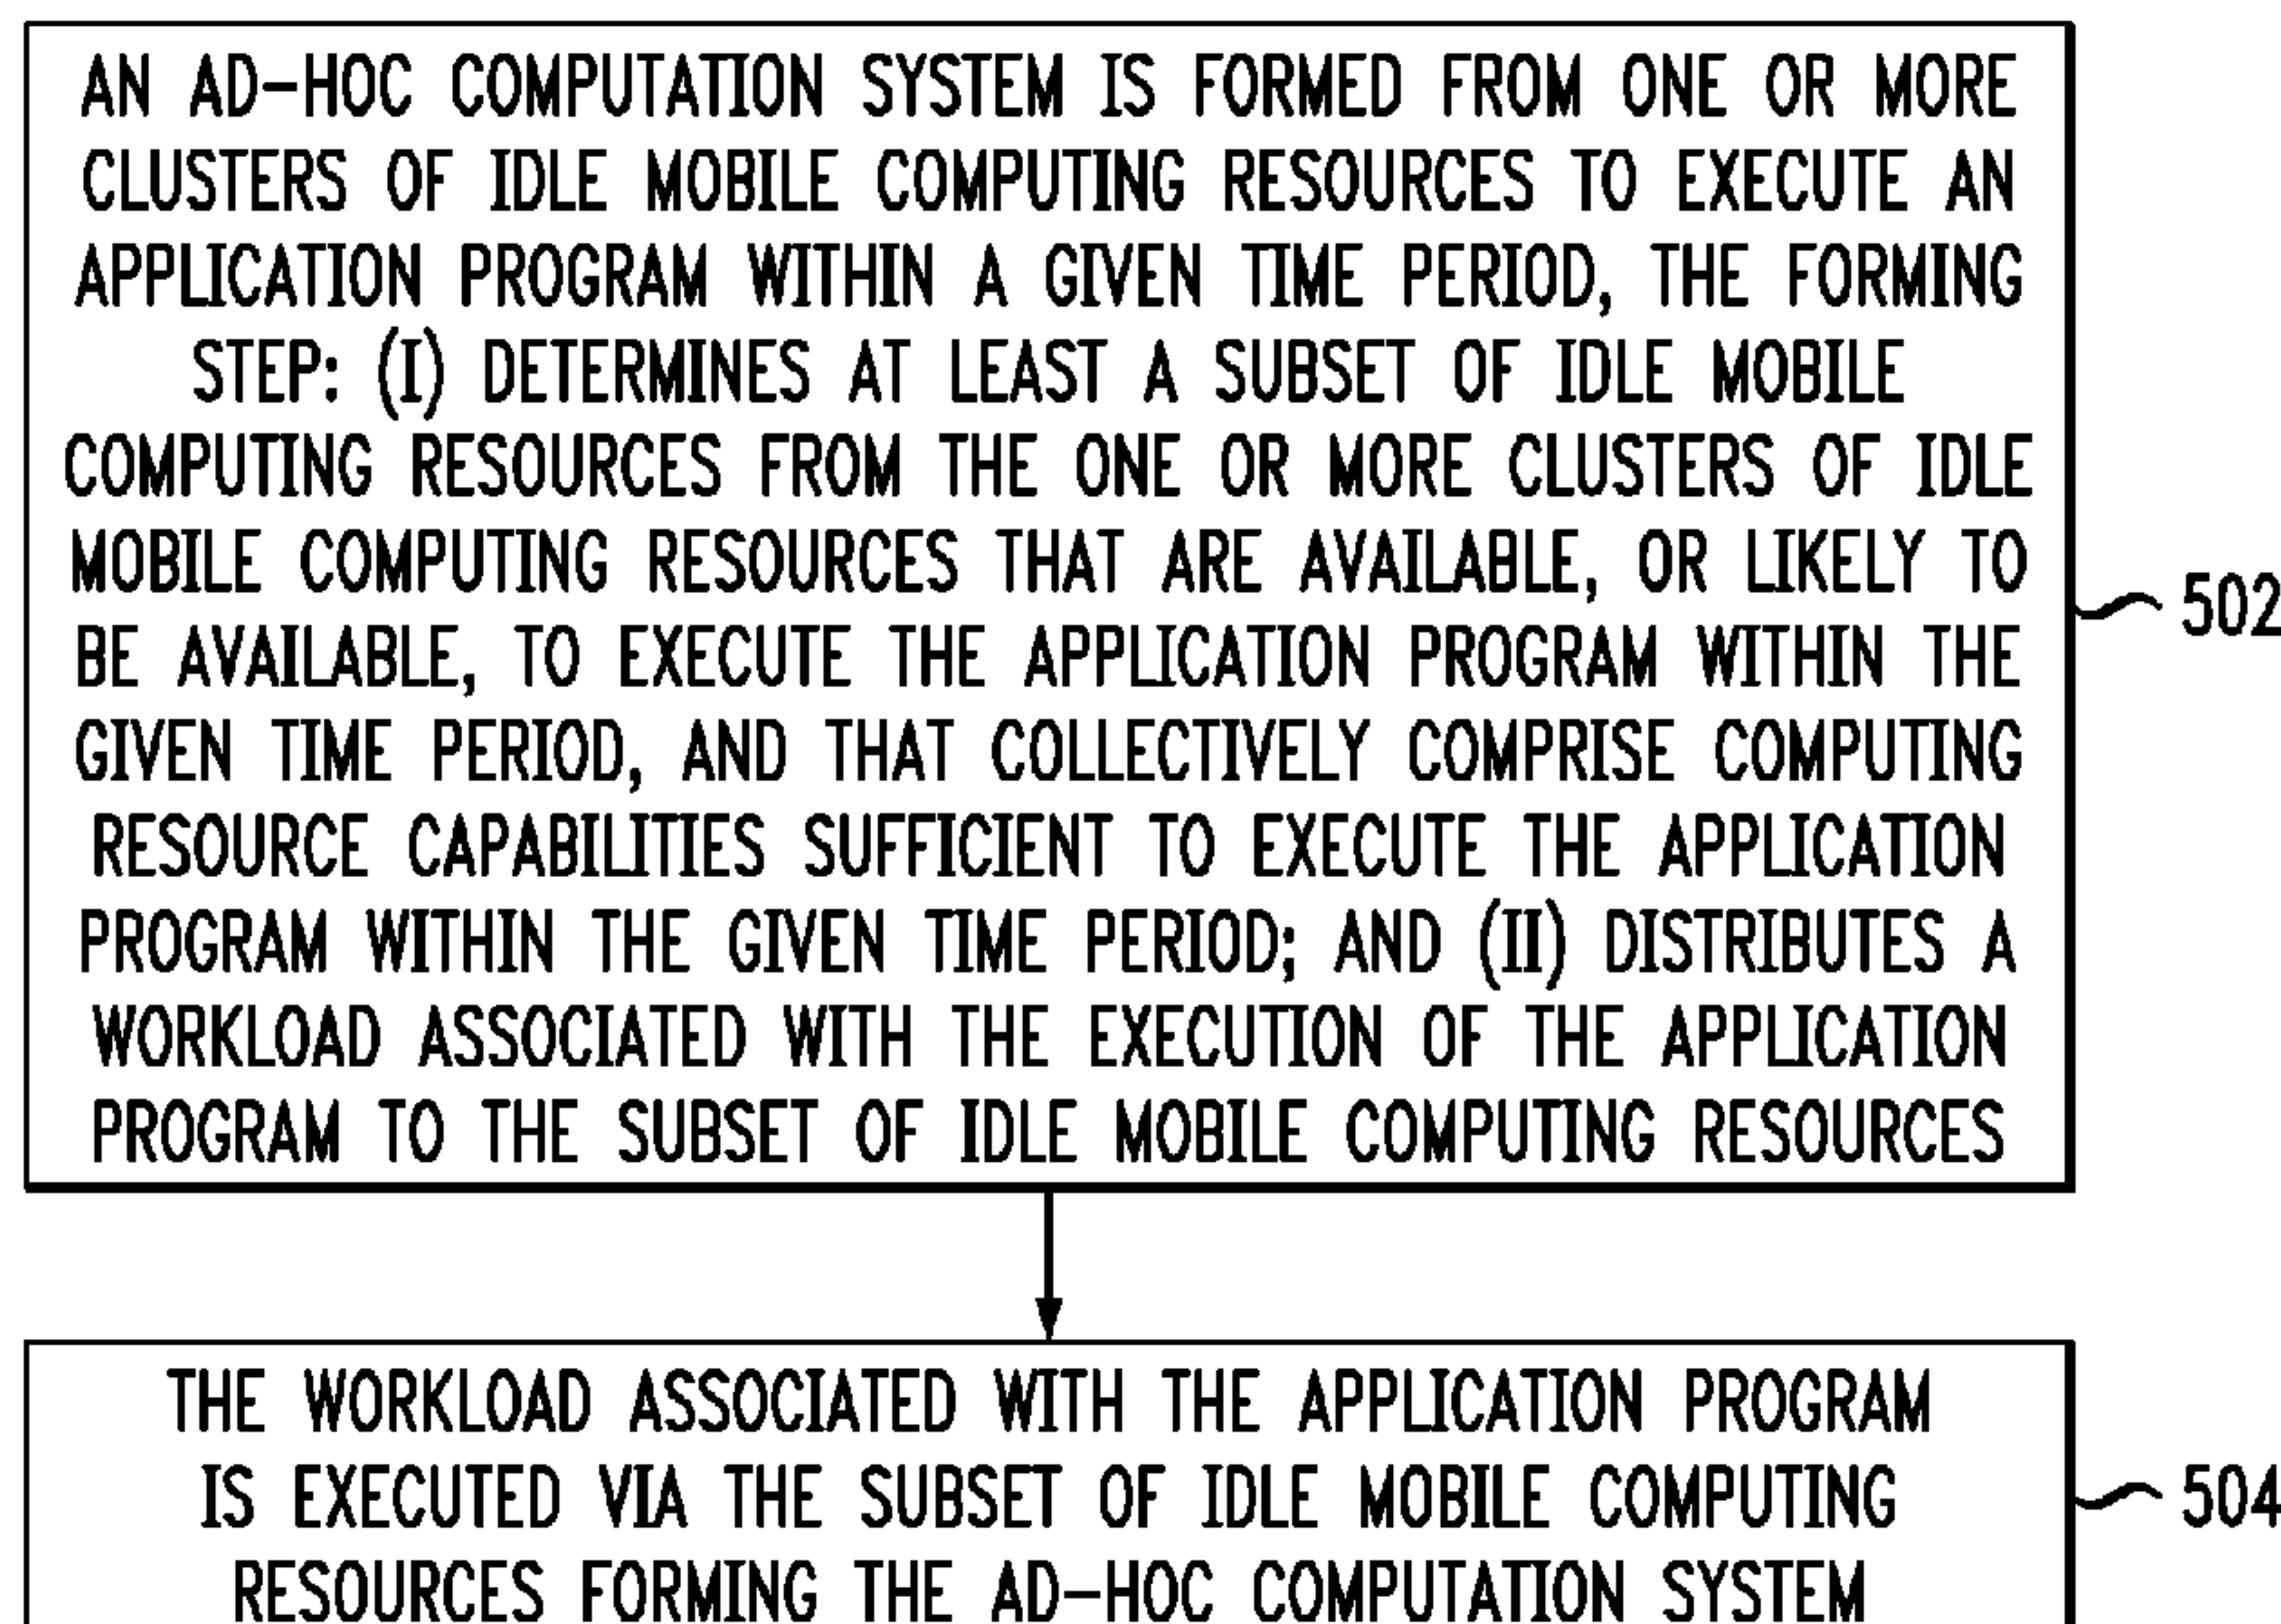 AN AD-HOC COMPUTATION SYSTEM IS FORMED FROM ONE OR MORE
CLUSTERS OF IDLE MOBILE COMPUTING RESOURCES TO EXECUTE AN
APPLICATION PROGRAM WITHIN A GIVEN TIME PERIOD, THE FORMING
STEP: (I) DETERMINES AT LEAST A SUBSET OF IDLE MOBILE
COMPUTING RESOURCES FROM THE ONE OR MORE CLUSTERS OF IDLE
MOBILE COMPUTING RESOURCES THAT ARE AVAILABLE, OR LIKELY TO
BE AVAILABLE, TO EXECUTE THE APPLICATION PROGRAM WITHIN THE
GIVEN TIME PERIOD, AND THAT COLLECTIVELY COMPRISE COMPUTING
RESOURCE CAPABILITIES SUFFICIENT TO EXECUTE THE APPLICATION
PROGRAM WITHIN THE GIVEN TIME PERIOD; AND (II) DISTRIBUTES A
WORKLOAD ASSOCIATED WITH THE EXECUTION OF THE APPLICATION
PROGRAM TO THE SUBSET OF IDLE MOBILE COMPUTING RESOURCES
502
THE WORKLOAD ASSOCIATED WITH THE APPLICATION PROGRAM
IS EXECUTED VIA THE SUBSET OF IDLE MOBILE COMPUTING
RESOURCES FORMING THE AD-HOC COMPUTATION SYSTEM
504